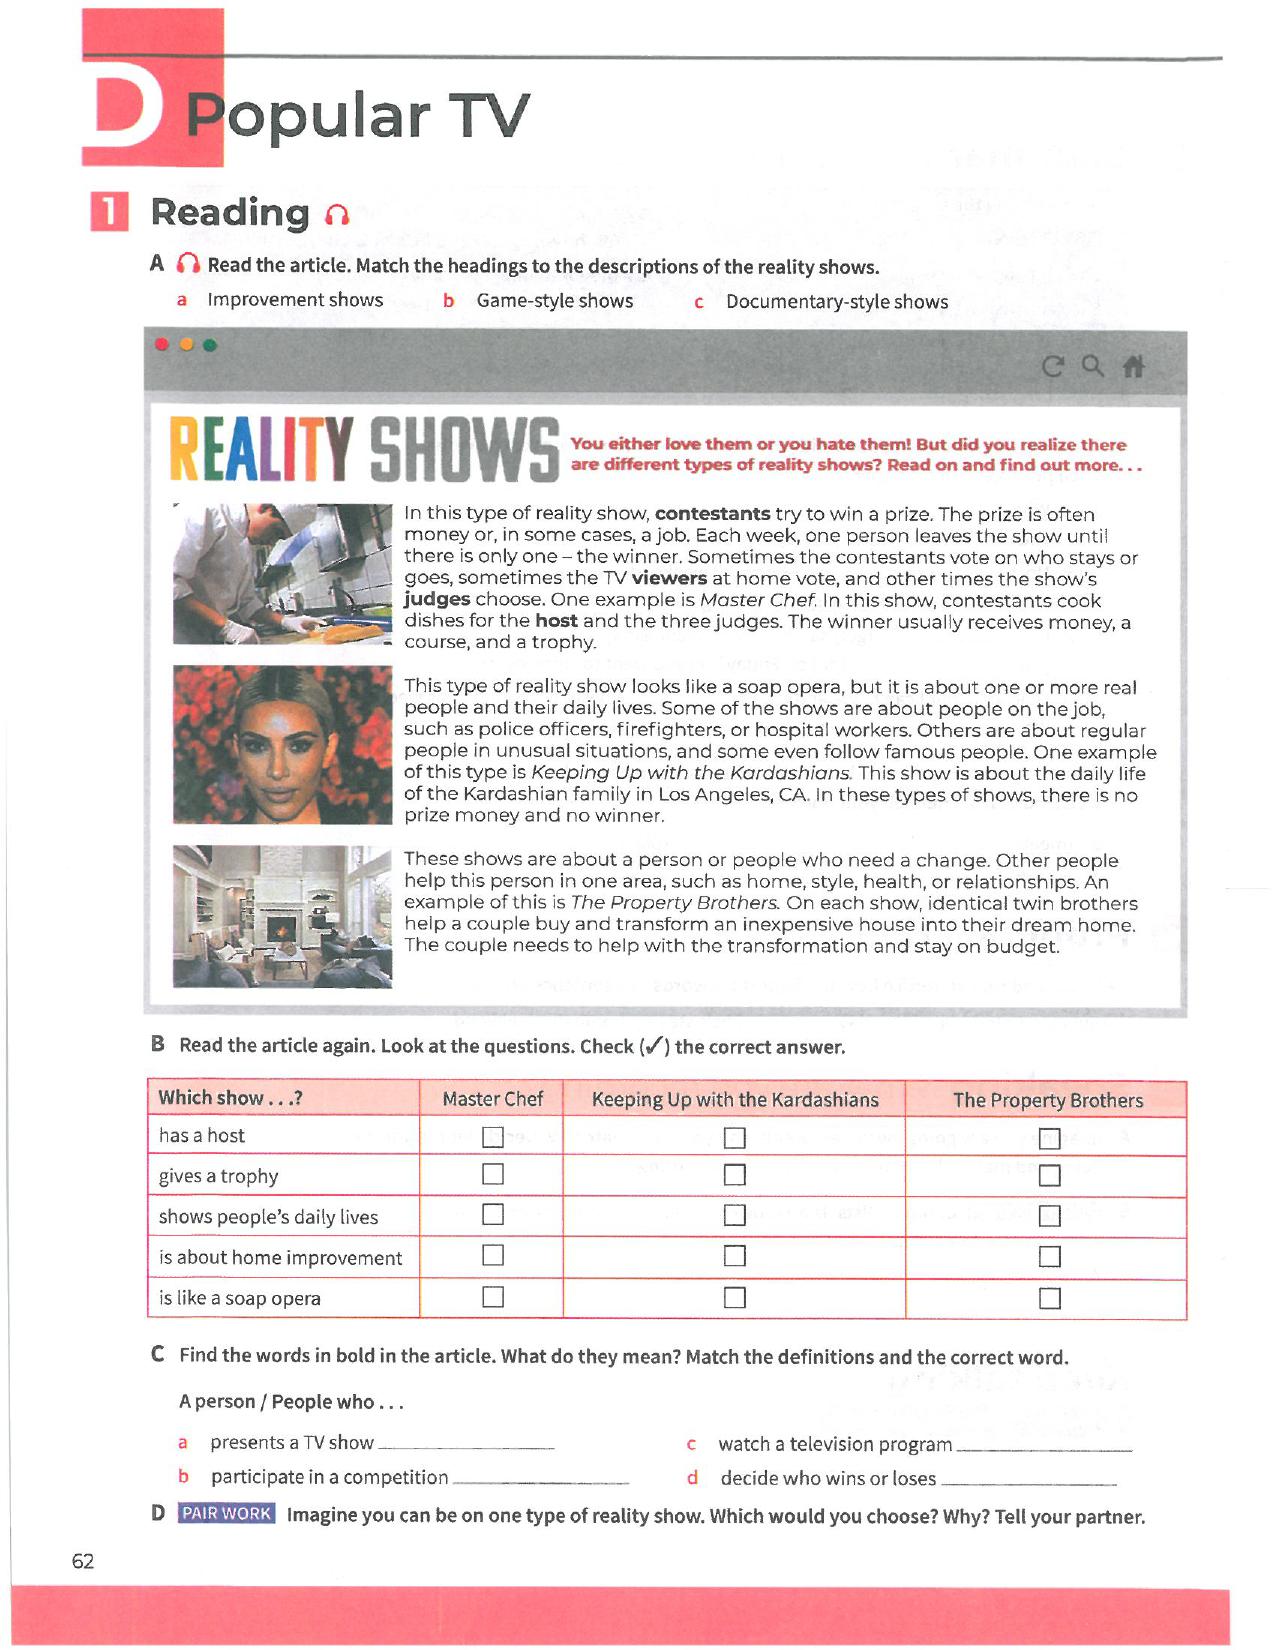 D Popular TV
1 Reading
A Read the article. Match the headings to the descriptions of the reality shows.
a Improvement shows b Game-style shows c Documentary-style shows
REALITY SHOWS
You either love them or you hate them! But did you realize there
are different types of reality shows? Read on and find out more...
In this type of reality show, contestants try to win a prize. The prize is often
money or, in some cases, a job. Each week, one person leaves the show until
there is only one – the winner. Sometimes the contestants vote on who stays or
goes, sometimes the TV viewers at home vote, and other times the show's
judges choose. One example is Master Chef. In this show, contestants cook
dishes for the host and the three judges. The winner usually receives money, a
course, and a trophy.
This type of reality show looks like a soap opera, but it is about one or more real
people and their daily lives. Some of the shows are about people on the job,
such as police officers, firefighters, or hospital workers. Others are about regular
people in unusual situations, and some even follow famous people. One example
of this type is Keeping Up with the Kardashians. This show is about the daily life
of the Kardashian family in Los Angeles, CA. In these types of shows, there is no
prize money and no winner.
These shows are about a person or people who need a change. Other people
help this person in one area, such as home, style, health, or relationships. An
example of this is The Property Brothers. On each show, identical twin brothers
help a couple buy and transform an inexpensive house into their dream home.
The couple needs to help with the transformation and stay on budget.
B Read the article again. Look at the questions. Check (✓) the correct answer.
Which show...? Master Chef Keeping Up with the Kardashians The Property Brothers
has a host
gives a trophy
shows people's daily lives
is about home improvement
is like a soap opera
C Find the words in bold in the article. What do they mean? Match the definitions and the correct word.
A person / People who...
a presents a TV show c watch a television program
b participate in a competition d decide who wins or loses
D PAIR WORK Imagine you can be on one type of reality show. Which would you choose? Why? Tell your partner.
62